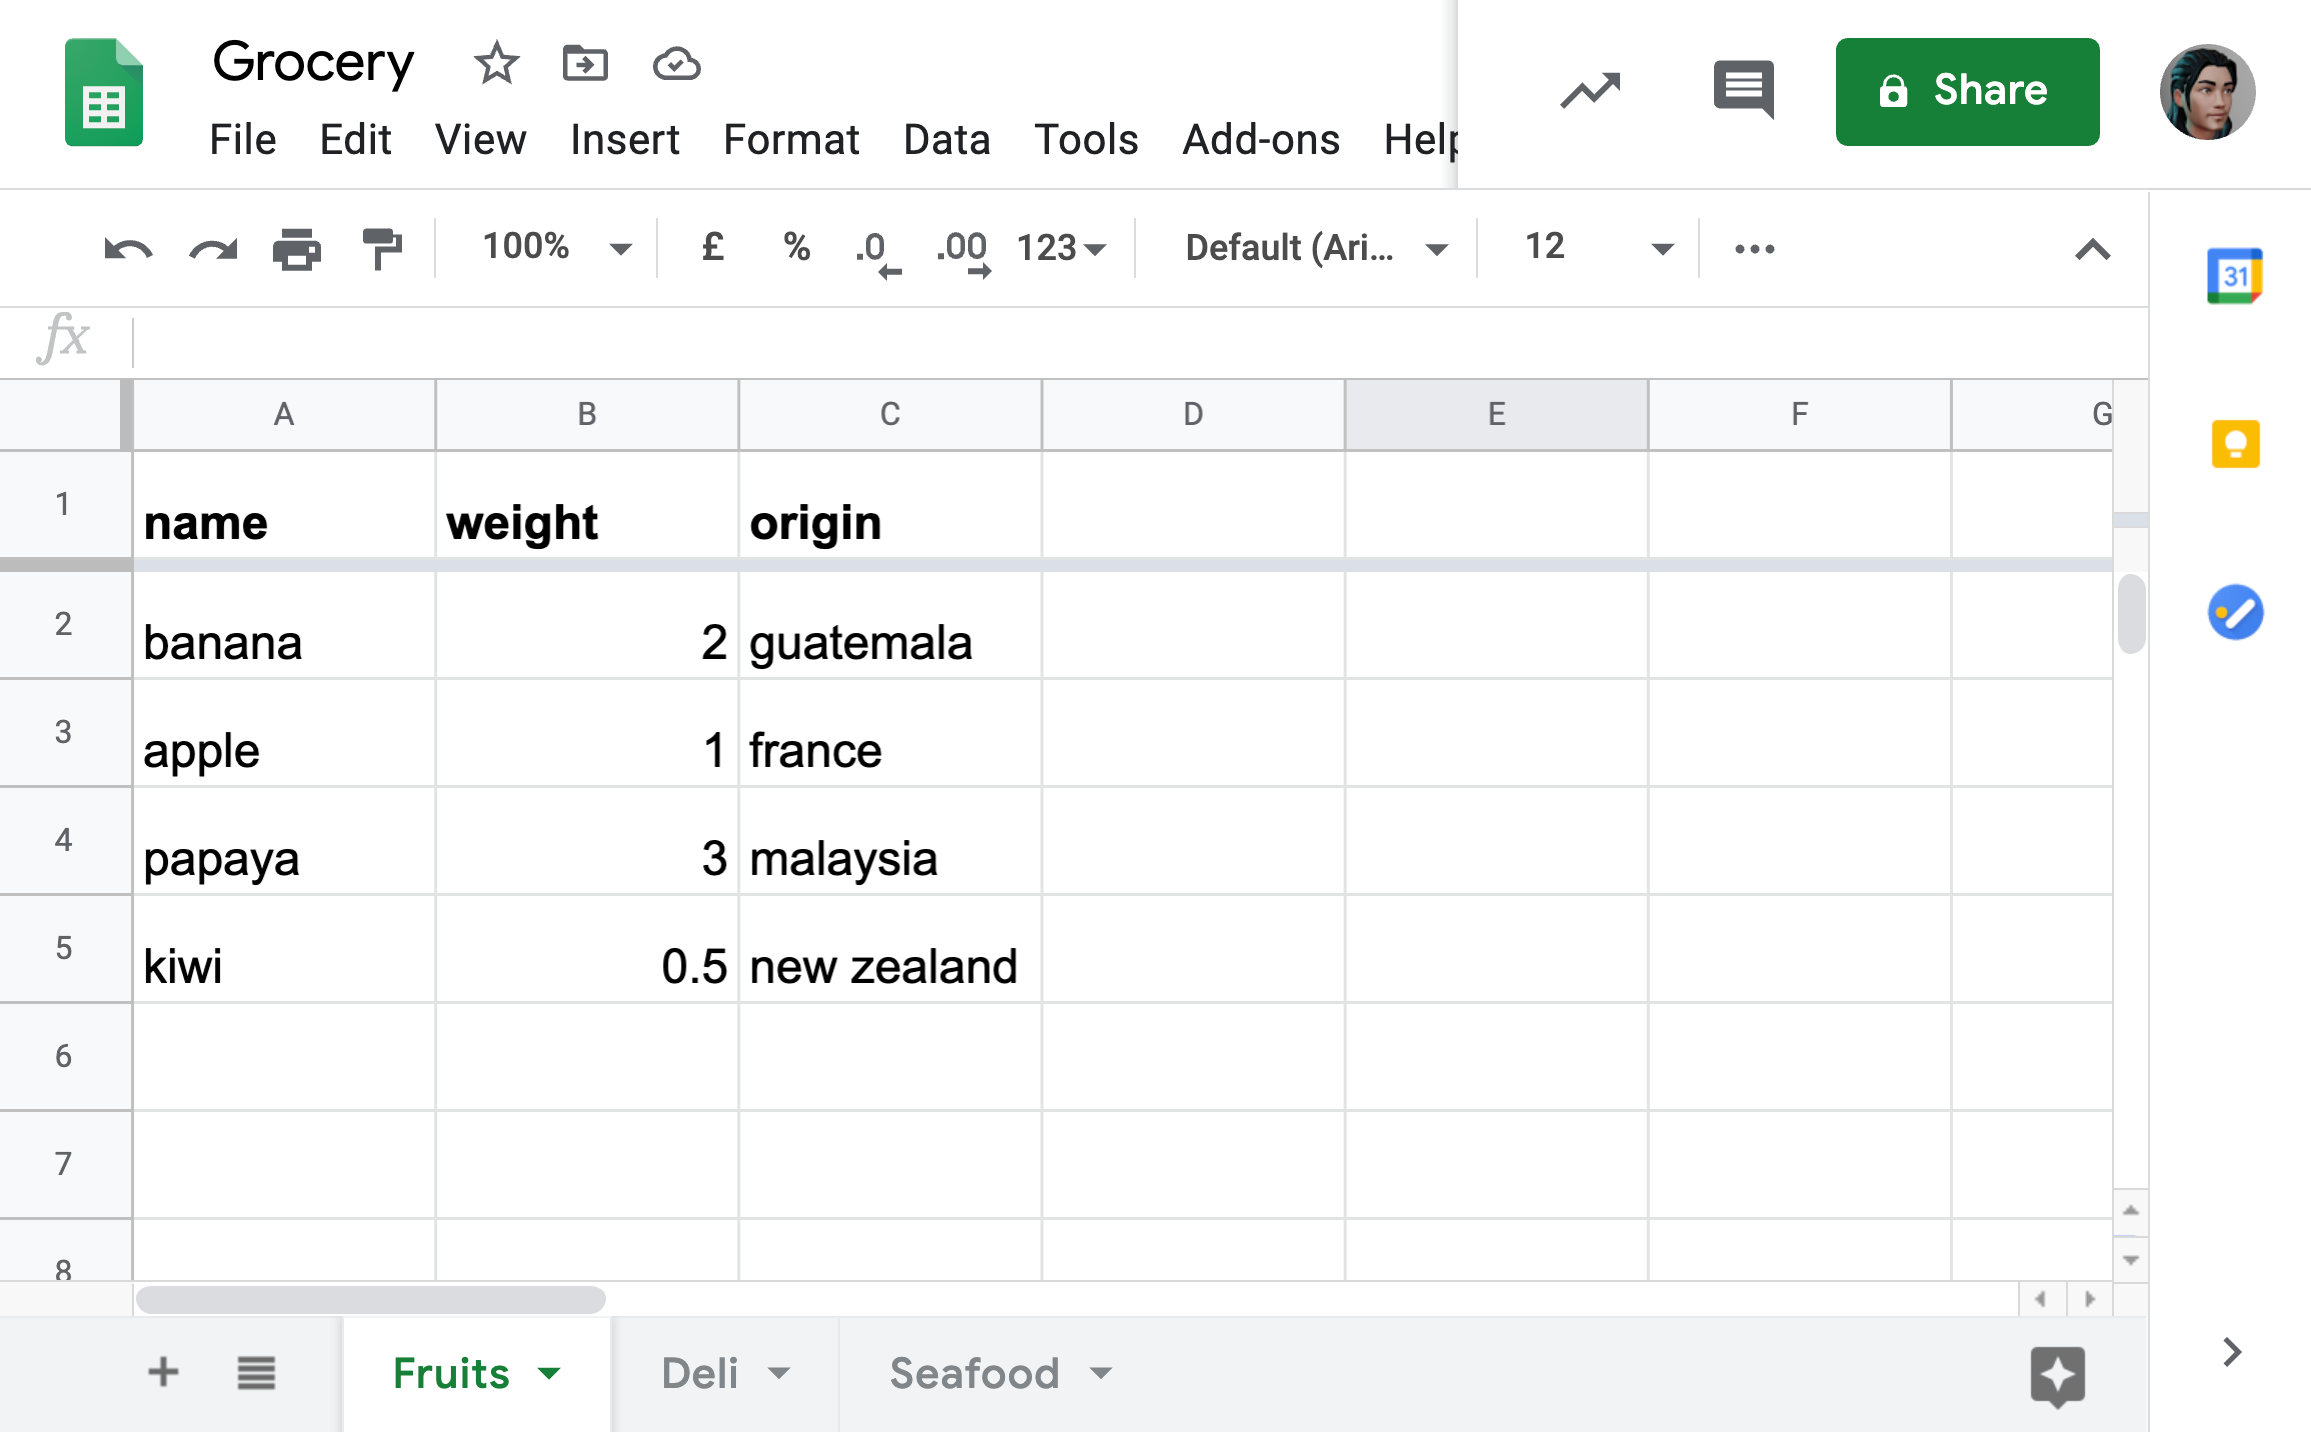 Grocery
File Edit View Insert Format Data Tools Add-ons Help
Share
100% £ % .0 .00 123 Default (Ari... 12
31
fx
A B C D E F G
1 name weight origin
2 banana 2 guatemala
3 apple 1 france
4 papaya 3 malaysia
5 kiwi 0.5 new zealand
6
7
8
Fruits Deli Seafood